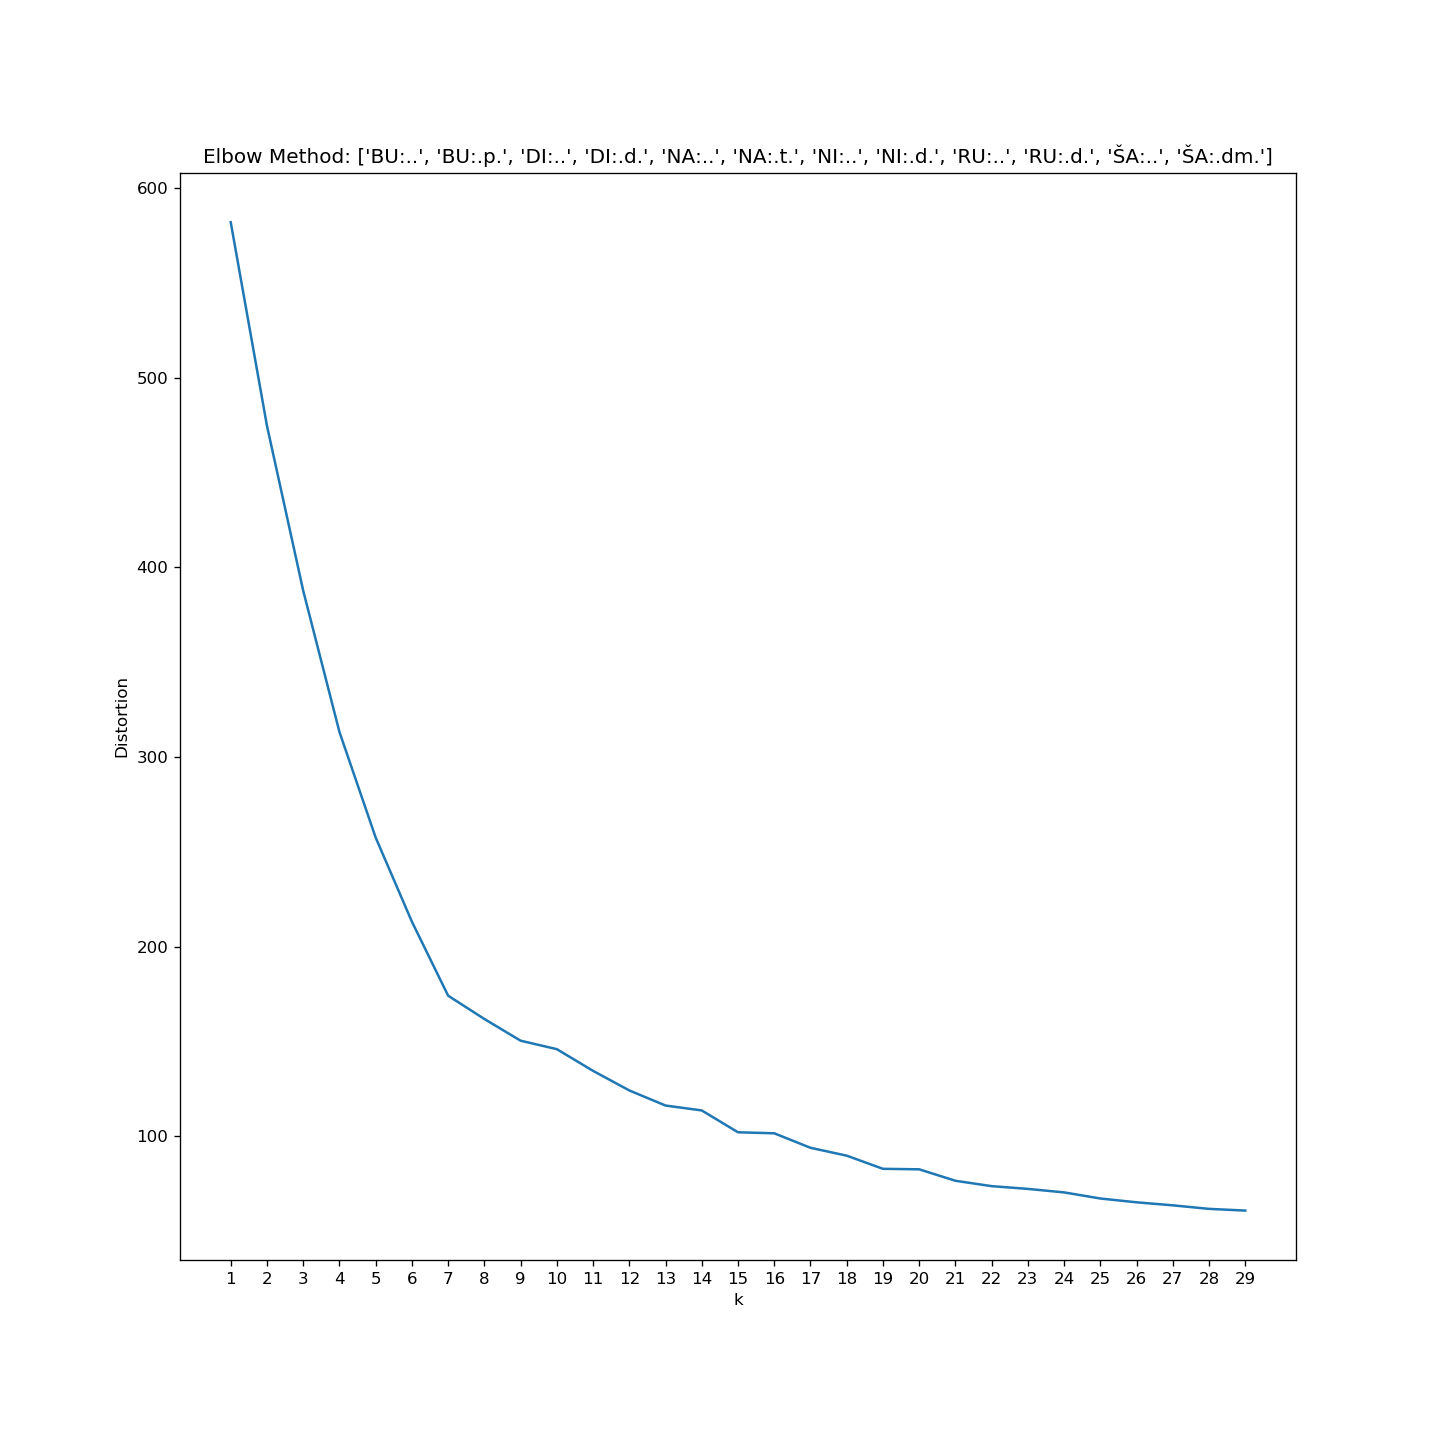 Elbow Method: ['BU:..', 'BU:.p.', 'DI:..', 'DI:.d.', 'NA:..', 'NA:.t.', 'NI:..', 'NI:.d.', 'RU:..', 'RU:.d.', 'ŠA:..', 'ŠA:.dm.']
600
500
400
300
200
100
Distortion
1 2 3 4 5 6 7 8 9 10 11 12 13 14 15 16 17 18 19 20 21 22 23 24 25 26 27 28 29
k